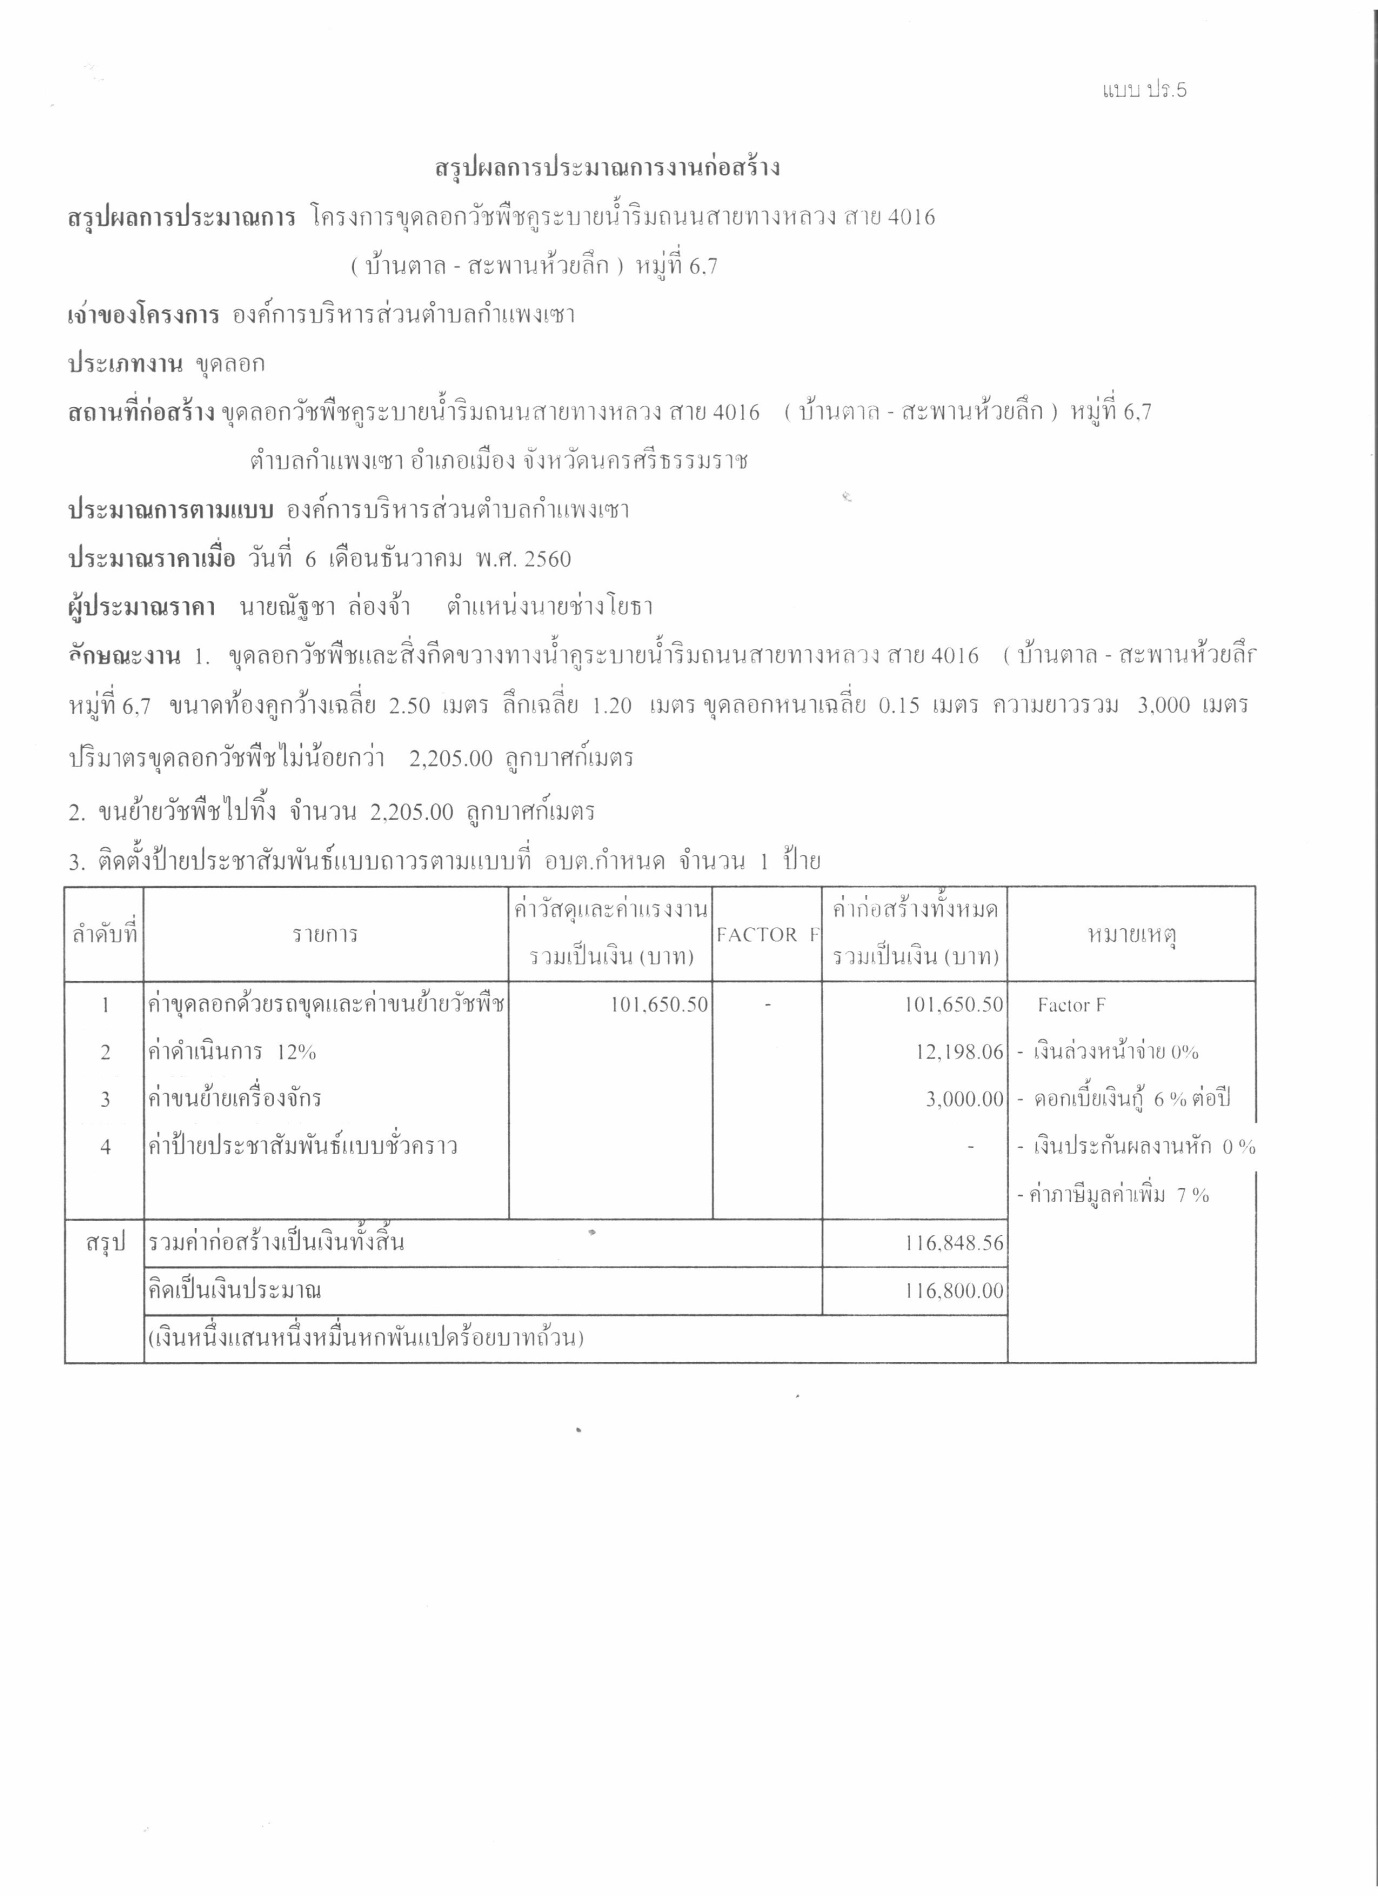 แบบ ปร.5
สรุปผลการประมาณการงานก่อสร้าง
สรุปผลการประมาณการ โครงการขุดลอกวัชพืชคูระบายน้ำริมถนนสายทางหลวง สาย 4016
( บ้านตาล - สะพานห้วยลึก ) หมู่ที่ 6,7
เจ้าของโครงการ องค์การบริหารส่วนตำบลกำแพงเซา
ประเภทงาน ขุดลอก
สถานที่ก่อสร้าง ขุดลอกวัชพืชคูระบายน้ำริมถนนสายทางหลวง สาย 4016 ( บ้านตาล - สะพานห้วยลึก ) หมู่ที่ 6,7
ตำบลกำแพงเซา อำเภอเมือง จังหวัดนครศรีธรรมราช
ประมาณการตามแบบ องค์การบริหารส่วนตำบลกำแพงเซา
ประมาณราคาเมื่อ วันที่ 6 เดือนธันวาคม พ.ศ. 2560
ผู้ประมาณราคา นายณัฐชา ล่องจ้า ตำแหน่งนายช่างโยธา
ลักษณะงาน 1. ขุดลอกวัชพืชและสิ่งกีดขวางทางน้ำคูระบายน้ำริมถนนสายทางหลวง สาย 4016 ( บ้านตาล - สะพานห้วยลึก
หมู่ที่ 6,7 ขนาดท้องคูกว้างเฉลี่ย 2.50 เมตร ลึกเฉลี่ย 1.20 เมตร ขุดลอกหนาเฉลี่ย 0.15 เมตร ความยาวรวม 3,000 เมตร
ปริมาตรขุดลอกวัชพืชไม่น้อยกว่า 2,205.00 ลูกบาศก์เมตร
2. ขนย้ายวัชพืชไปทิ้ง จำนวน 2,205.00 ลูกบาศก์เมตร
3. ติดตั้งป้ายประชาสัมพันธ์แบบถาวรตามแบบที่ อบต.กำหนด จำนวน 1 ป้าย
ลำดับที่ รายการ ค่าวัสดุและค่าแรงงาน รวมเป็นเงิน (บาท) FACTOR F ค่าก่อสร้างทั้งหมด รวมเป็นเงิน (บาท) หมายเหตุ
1 ค่าขุดลอกด้วยรถขุดและค่าขนย้ายวัชพืช 101,650.50 - 101,650.50 Factor F
2 ค่าดำเนินการ 12% 12,198.06 - เงินล่วงหน้าจ่าย 0%
3 ค่าขนย้ายเครื่องจักร 3,000.00 - ดอกเบี้ยเงินกู้ 6 % ต่อปี
4 ค่าป้ายประชาสัมพันธ์แบบชั่วคราว - - เงินประกันผลงานหัก 0 %
- ค่าภาษีมูลค่าเพิ่ม 7 %
สรุป รวมค่าก่อสร้างเป็นเงินทั้งสิ้น 116,848.56
คิดเป็นเงินประมาณ 116,800.00
(เงินหนึ่งแสนหนึ่งหมื่นหกพันแปดร้อยบาทถ้วน)